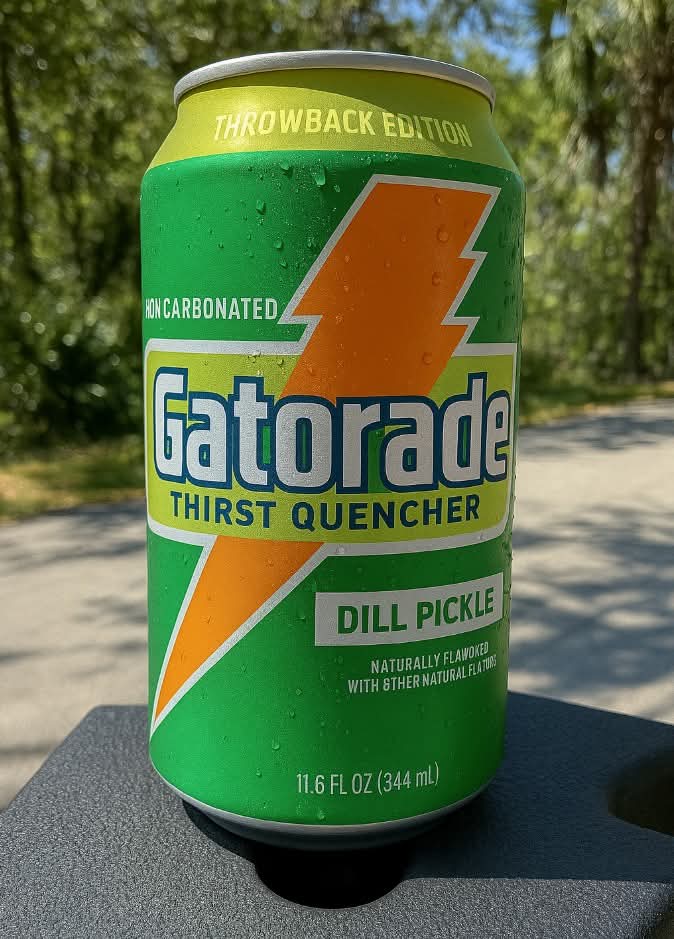 THROWBACK EDITION
NON CARBONATED
Gatorade
THIRST QUENCHER
DILL PICKLE
NATURALLY FLAWOKED
WITH 8THER NATURAL
11.6 FL OZ (344 mL)